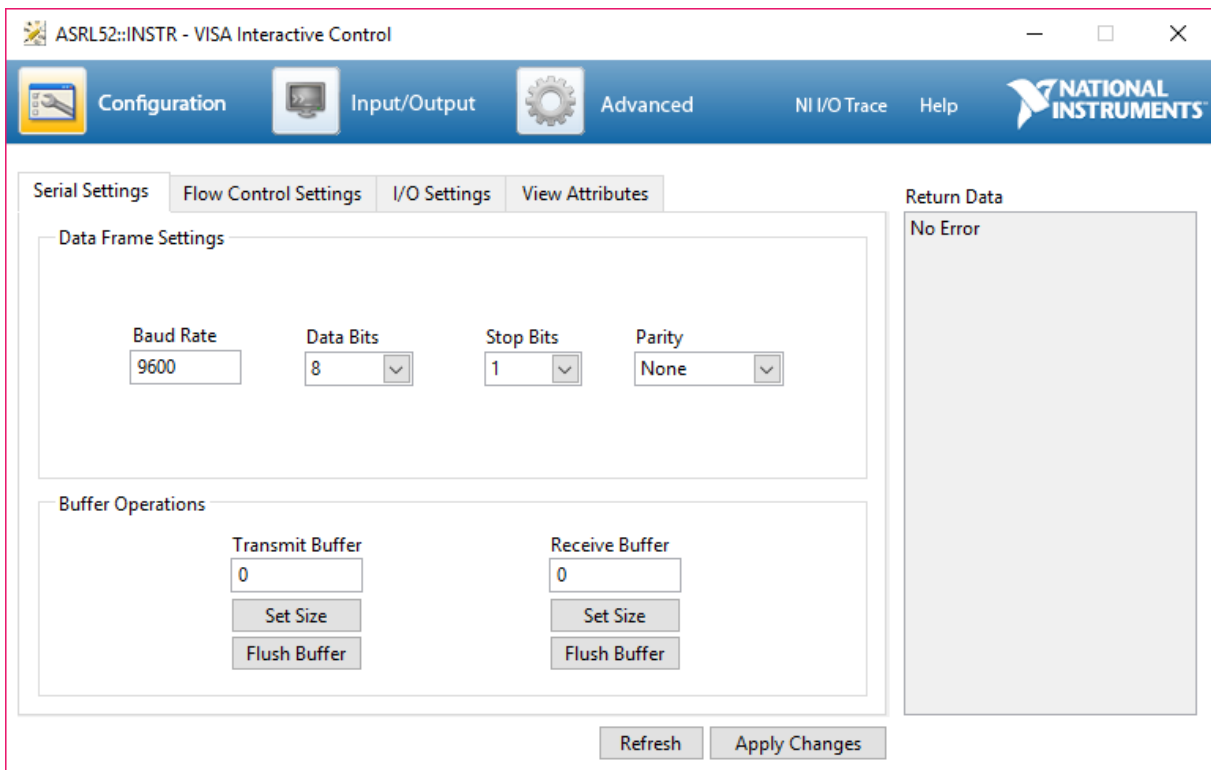 ASRL52::INSTR - VISA Interactive Control
Configuration Input/Output Advanced NI I/O Trace Help NATIONAL INSTRUMENTS
Serial Settings Flow Control Settings I/O Settings View Attributes
Return Data
No Error
Data Frame Settings
Baud Rate Data Bits Stop Bits Parity
9600 8 1 None
Buffer Operations
Transmit Buffer Receive Buffer
0 0
Set Size Set Size
Flush Buffer Flush Buffer
Refresh Apply Changes